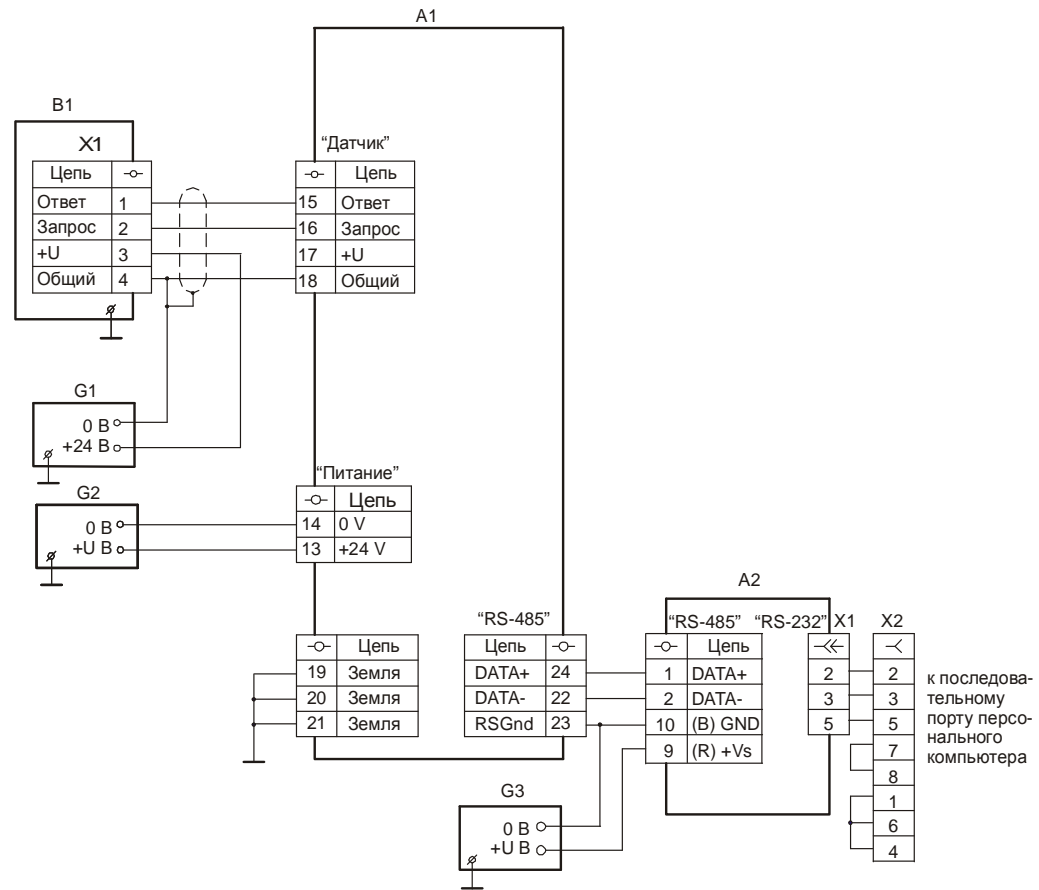 A1
B1
X1
Цепь
Ответ 1
Запрос 2
+U 3
Общий 4
“Датчик”
Цепь
15 Ответ
16 Запрос
17 +U
18 Общий
G1
0 В
+24 В
G2
0 В
+U В
“Питание”
Цепь
14 0 V
13 +24 V
Цепь
19 Земля
20 Земля
21 Земля
“RS-485”
Цепь
DATA+ 24
DATA- 22
RSGnd 23
A2
“RS-485” “RS-232” X1 X2
Цепь
1 DATA+ 2 2
2 DATA- 3 3
10 (B) GND 5 5
9 (R) +Vs 7
8
1
6
4
к последова-
тельному
порту персо-
нального
компьютера
G3
0 В
+U В